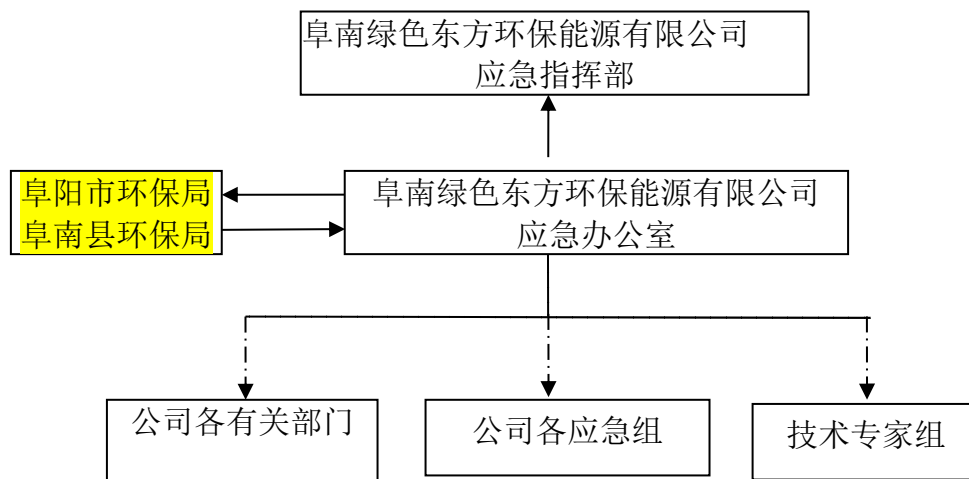 阜南绿色东方环保能源有限公司
应急指挥部
阜阳市环保局
阜南县环保局
阜南绿色东方环保能源有限公司
应急办公室
公司各有关部门
公司各应急组
技术专家组